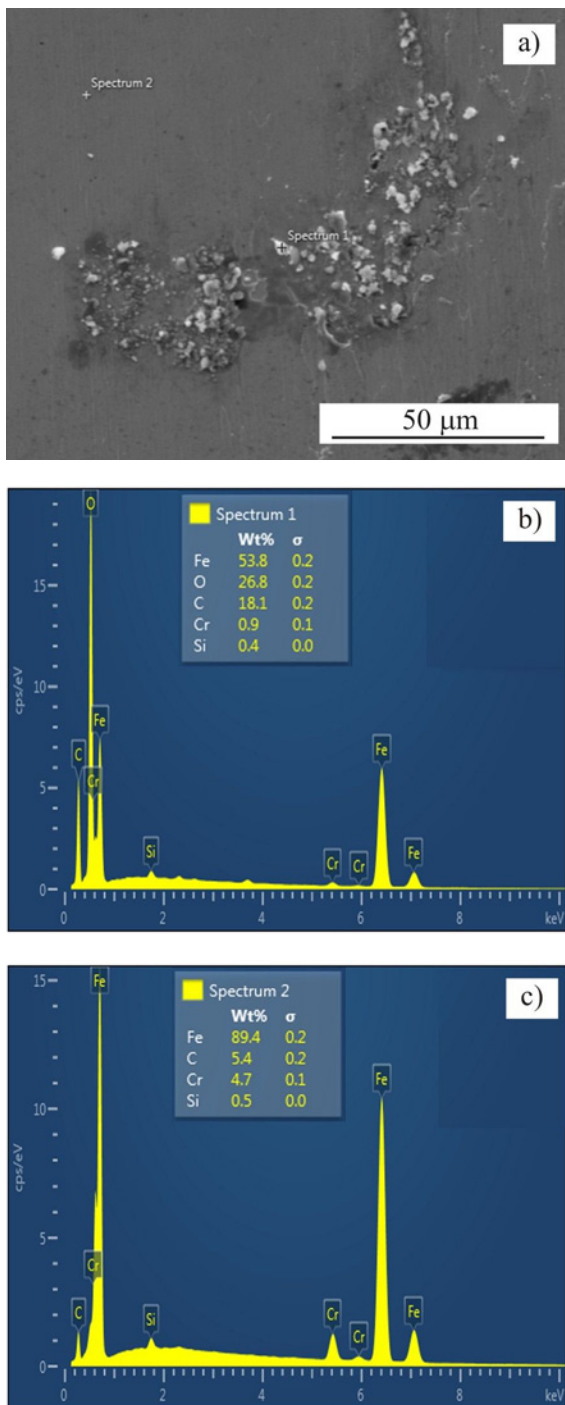 a)
Spectrum 2
Spectrum 1
50 μm
b)
Spectrum 1
Wt% σ
Fe 53.8 0.2
O 26.8 0.2
C 18.1 0.2
Cr 0.9 0.1
Si 0.4 0.0
cps/eV
15
10
5
0
O
Fe
C
Cr
Si
Cr
Cr
Fe
Fe
0 2 4 6 8 keV
c)
Spectrum 2
Wt% σ
Fe 89.4 0.2
C 5.4 0.2
Cr 4.7 0.1
Si 0.5 0.0
cps/eV
15
10
5
0
Fe
Cr
C
Si
Cr
Cr
Fe
Fe
0 2 4 6 8 keV